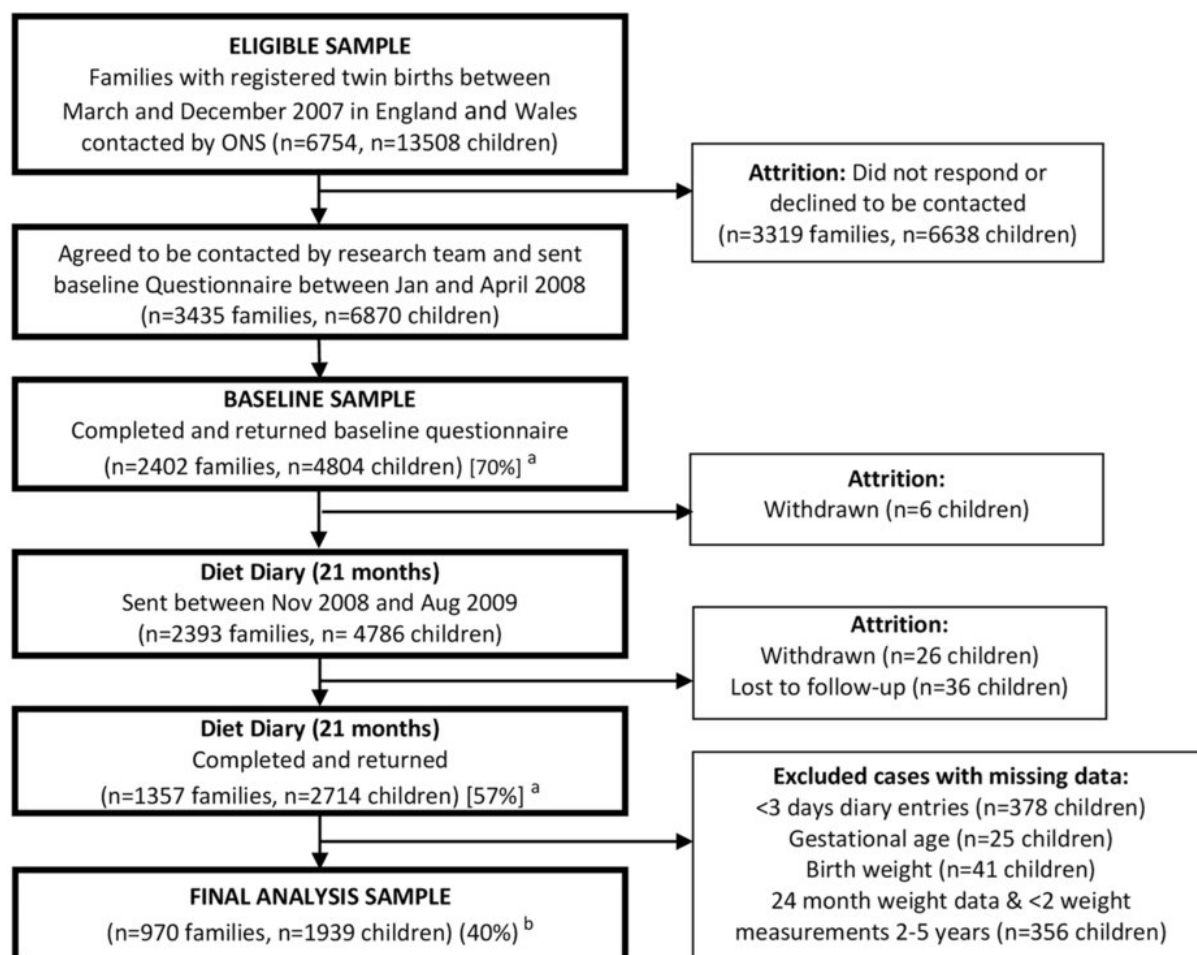 ELIGIBLE SAMPLE
Families with registered twin births between
March and December 2007 in England and Wales
contacted by ONS (n=6754, n=13508 children)
Attrition: Did not respond or
declined to be contacted
(n=3319 families, n=6638 children)
Agreed to be contacted by research team and sent
baseline Questionnaire between Jan and April 2008
(n=3435 families, n=6870 children)
BASELINE SAMPLE
Completed and returned baseline questionnaire
(n=2402 families, n=4804 children) [70%] a
Attrition:
Withdrawn (n=6 children)
Diet Diary (21 months)
Sent between Nov 2008 and Aug 2009
(n=2393 families, n= 4786 children)
Attrition:
Withdrawn (n=26 children)
Lost to follow-up (n=36 children)
Diet Diary (21 months)
Completed and returned
(n=1357 families, n=2714 children) [57%] a
Excluded cases with missing data:
<3 days diary entries (n=378 children)
Gestational age (n=25 children)
Birth weight (n=41 children)
24 month weight data & <2 weight
measurements 2-5 years (n=356 children)
FINAL ANALYSIS SAMPLE
(n=970 families, n=1939 children) (40%) b